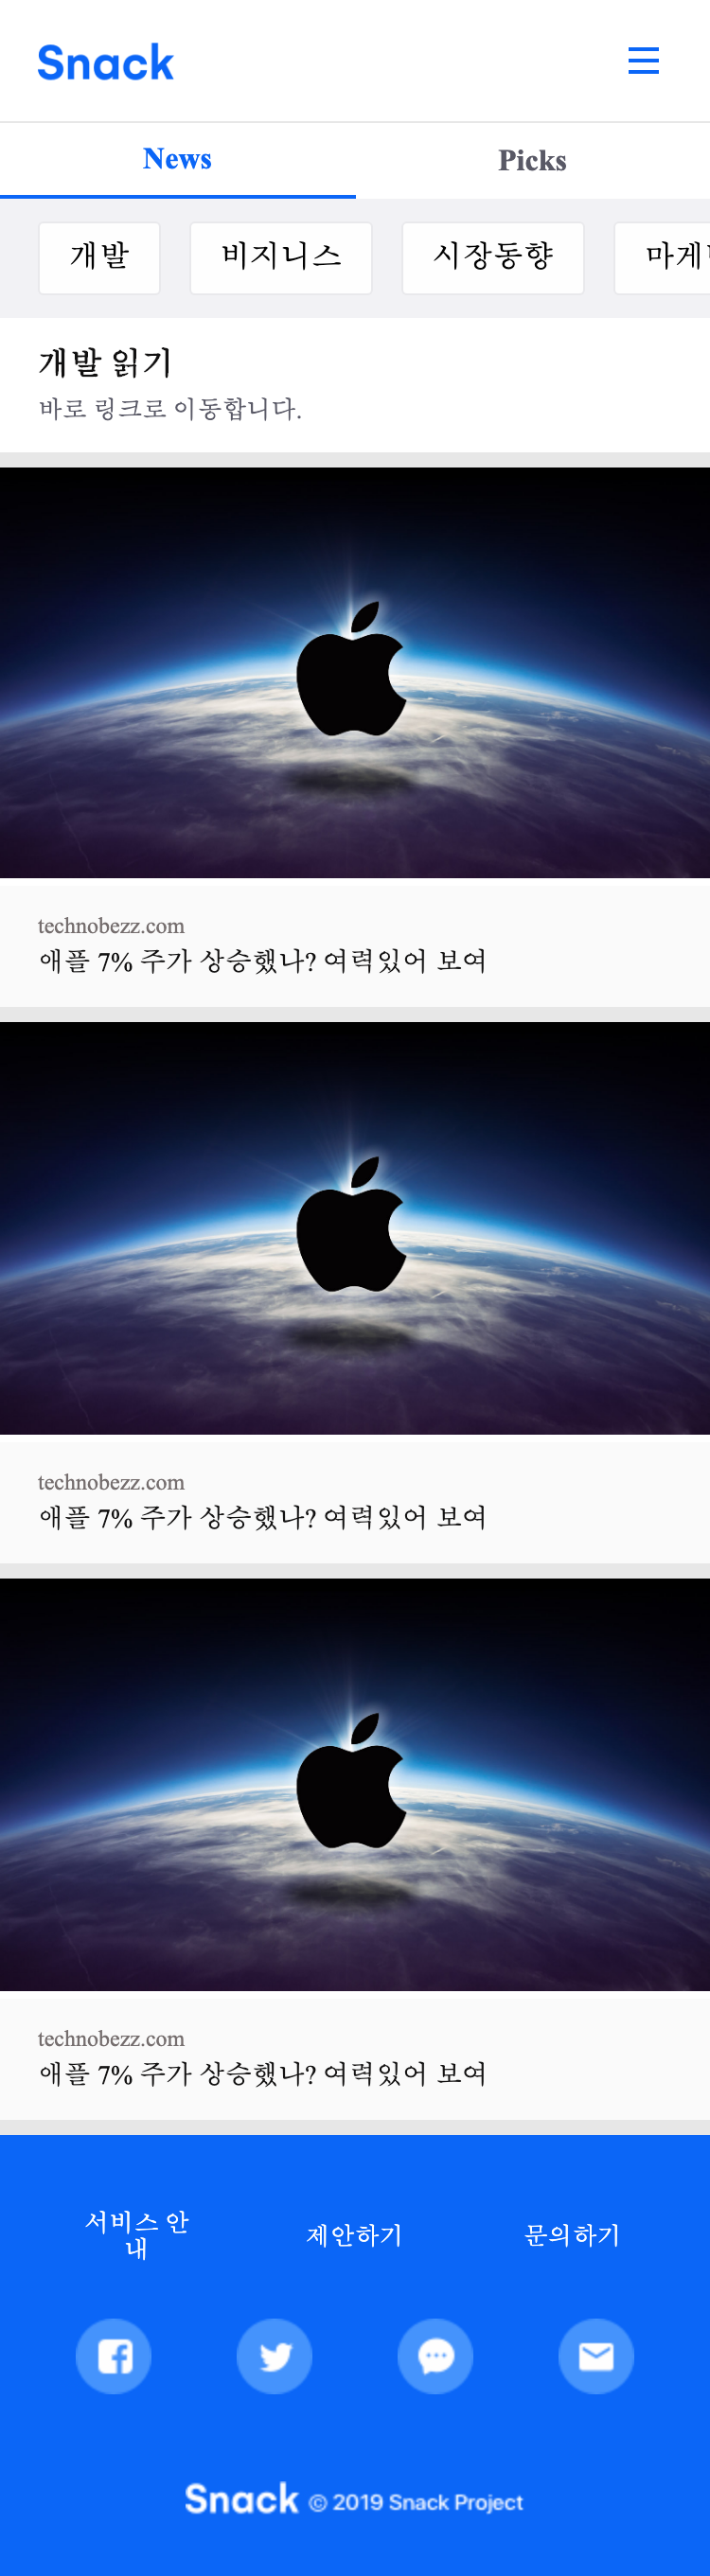 Snack
News
Picks
개발
비지니스
시장동향
마게
개발 읽기
바로 링크로 이동합니다.
technobezz.com
애플 7% 주가 상승했나? 여력있어 보여
technobezz.com
애플 7% 주가 상승했나? 여력있어 보여
technobezz.com
애플 7% 주가 상승했나? 여력있어 보여
서비스 안
내
제안하기
문의하기
Snack © 2019 Snack Project